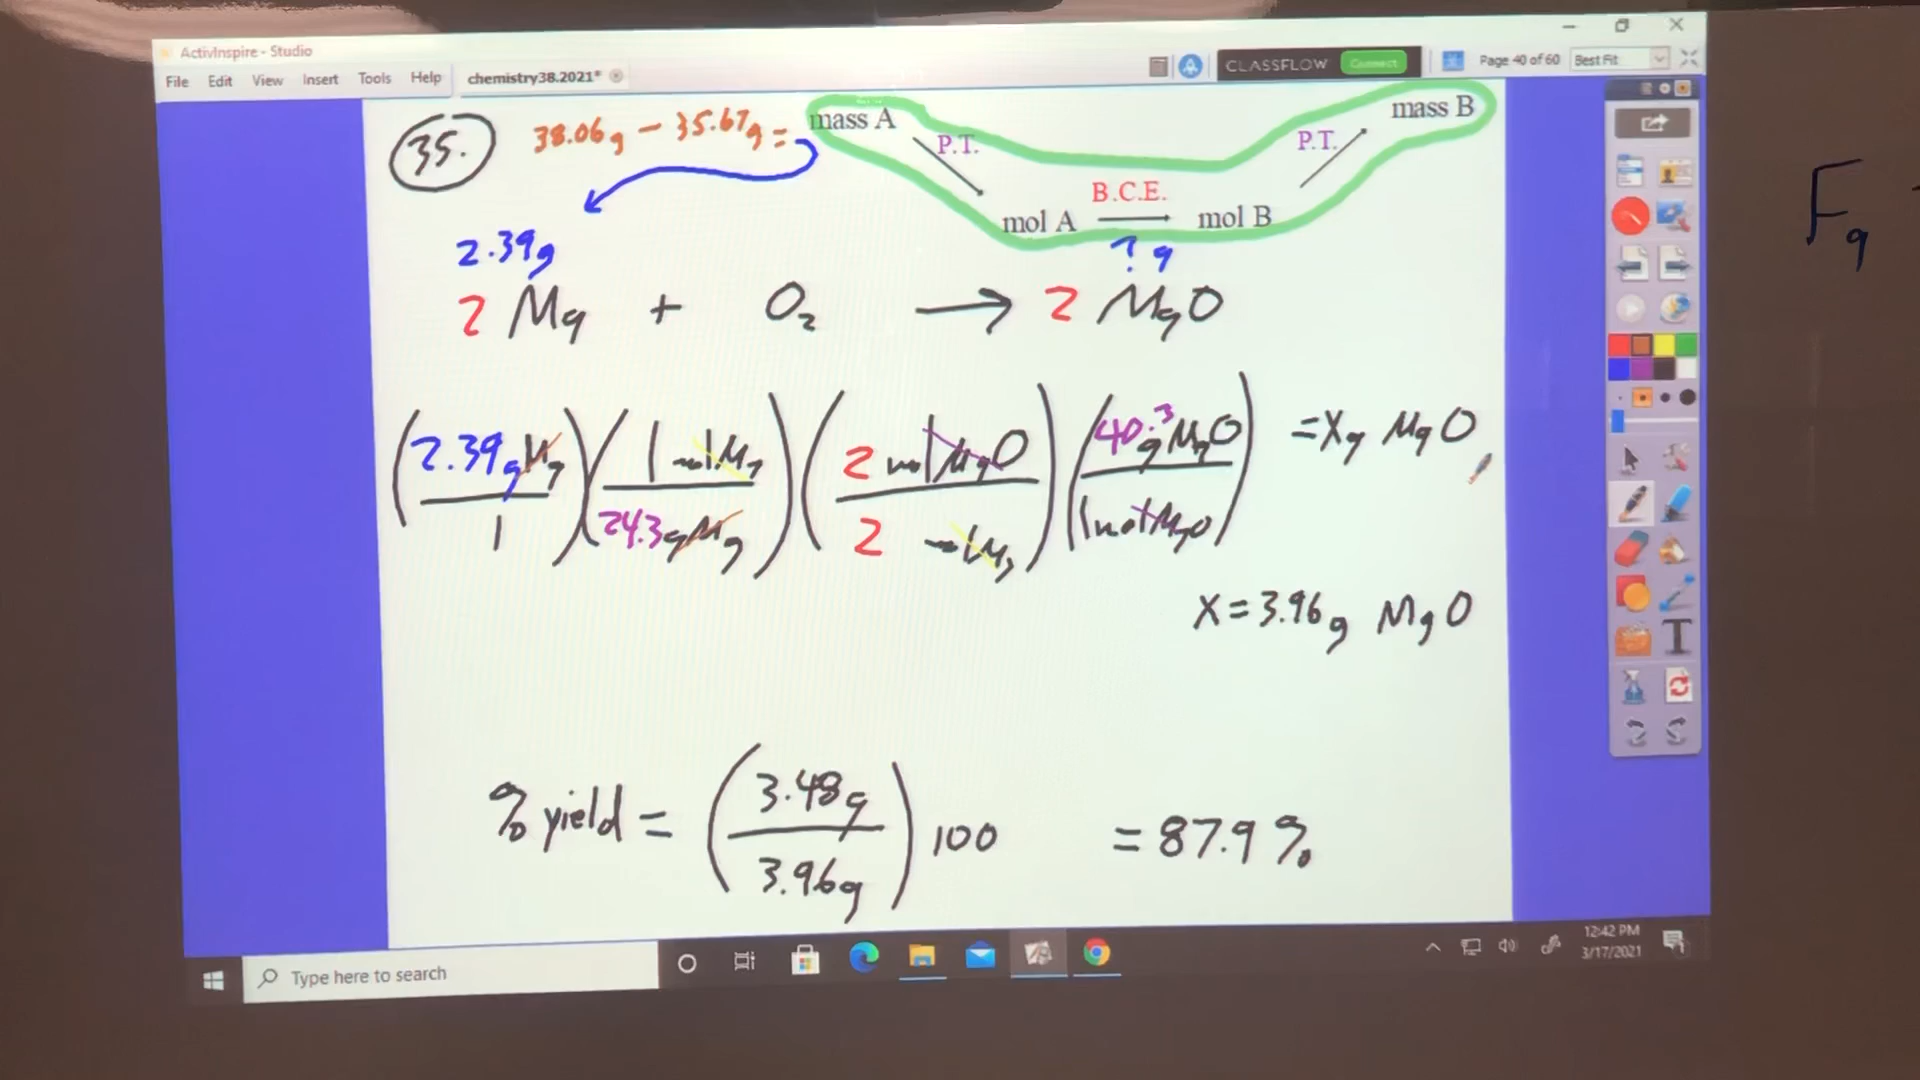 ActivInspire - Studio
File Edit View Insert Tools Help chemistry38.2021*
CLASSFLOW Connect Page 40 of 60 Best Fit
35. 38.06g - 35.67g =
mass A mass B
P.T. P.T.
B.C.E.
mol A mol B
2.39g ? g
2 Mg + O₂ → 2 MgO
(2.39g Mg / 1) (1 mol Mg / 24.3g Mg) (2 mol MgO / 2 mol Mg) (40.3 g MgO / 1 mol MgO) = Xg MgO
X = 3.96g MgO
% yield = (3.48g / 3.96g) 100 = 87.9%
Type here to search
12:42 PM
3/17/2021
T
Fg